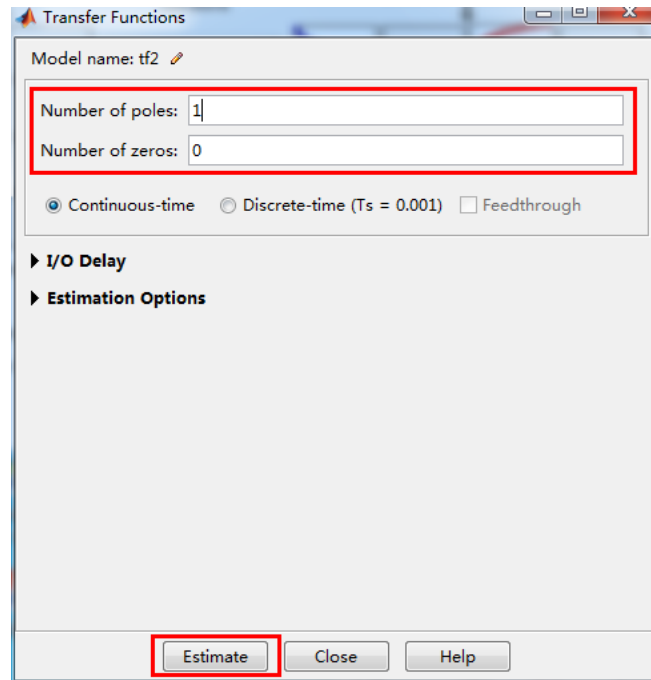 Transfer Functions
Model name: tf2
Number of poles: 1
Number of zeros: 0
Continuous-time Discrete-time (Ts = 0.001) Feedthrough
I/O Delay
Estimation Options
Estimate Close Help